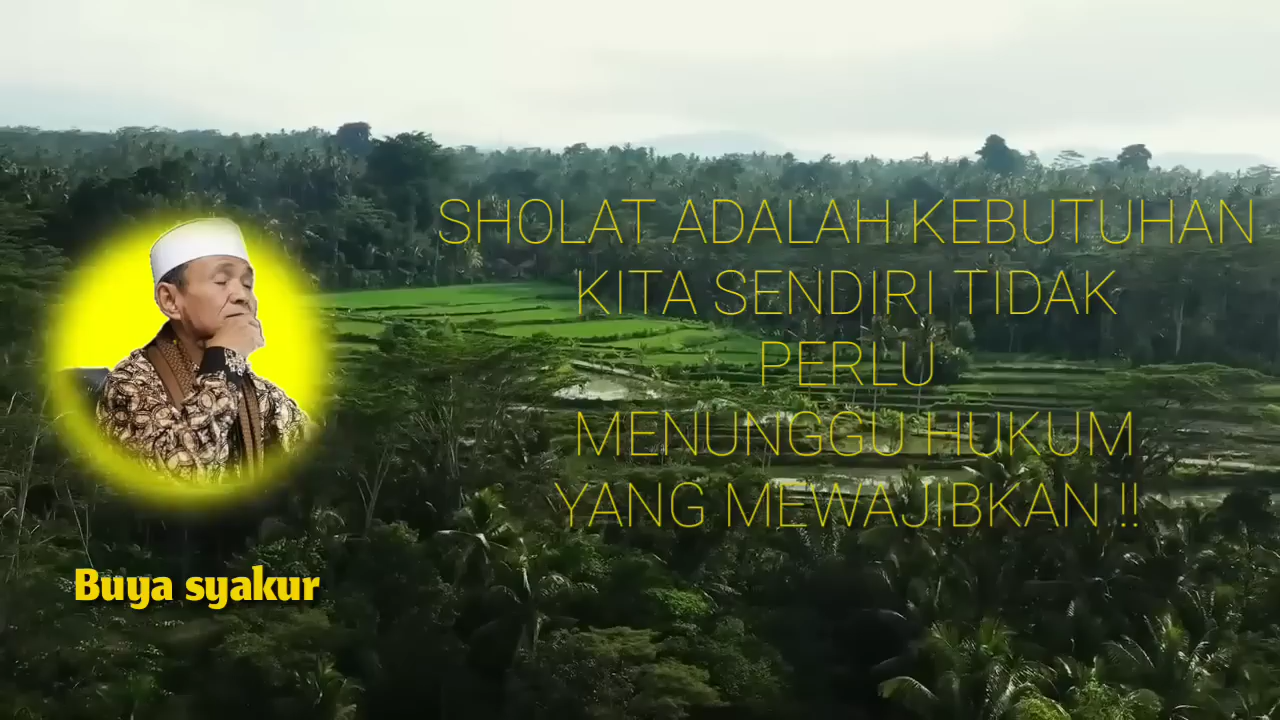 SHOLAT ADALAH KEBUTUHAN
KITA SENDIRI TIDAK
PERLU
MENUNGGU HUKUM
YANG MEWAJIBKAN !!
Buya syakur